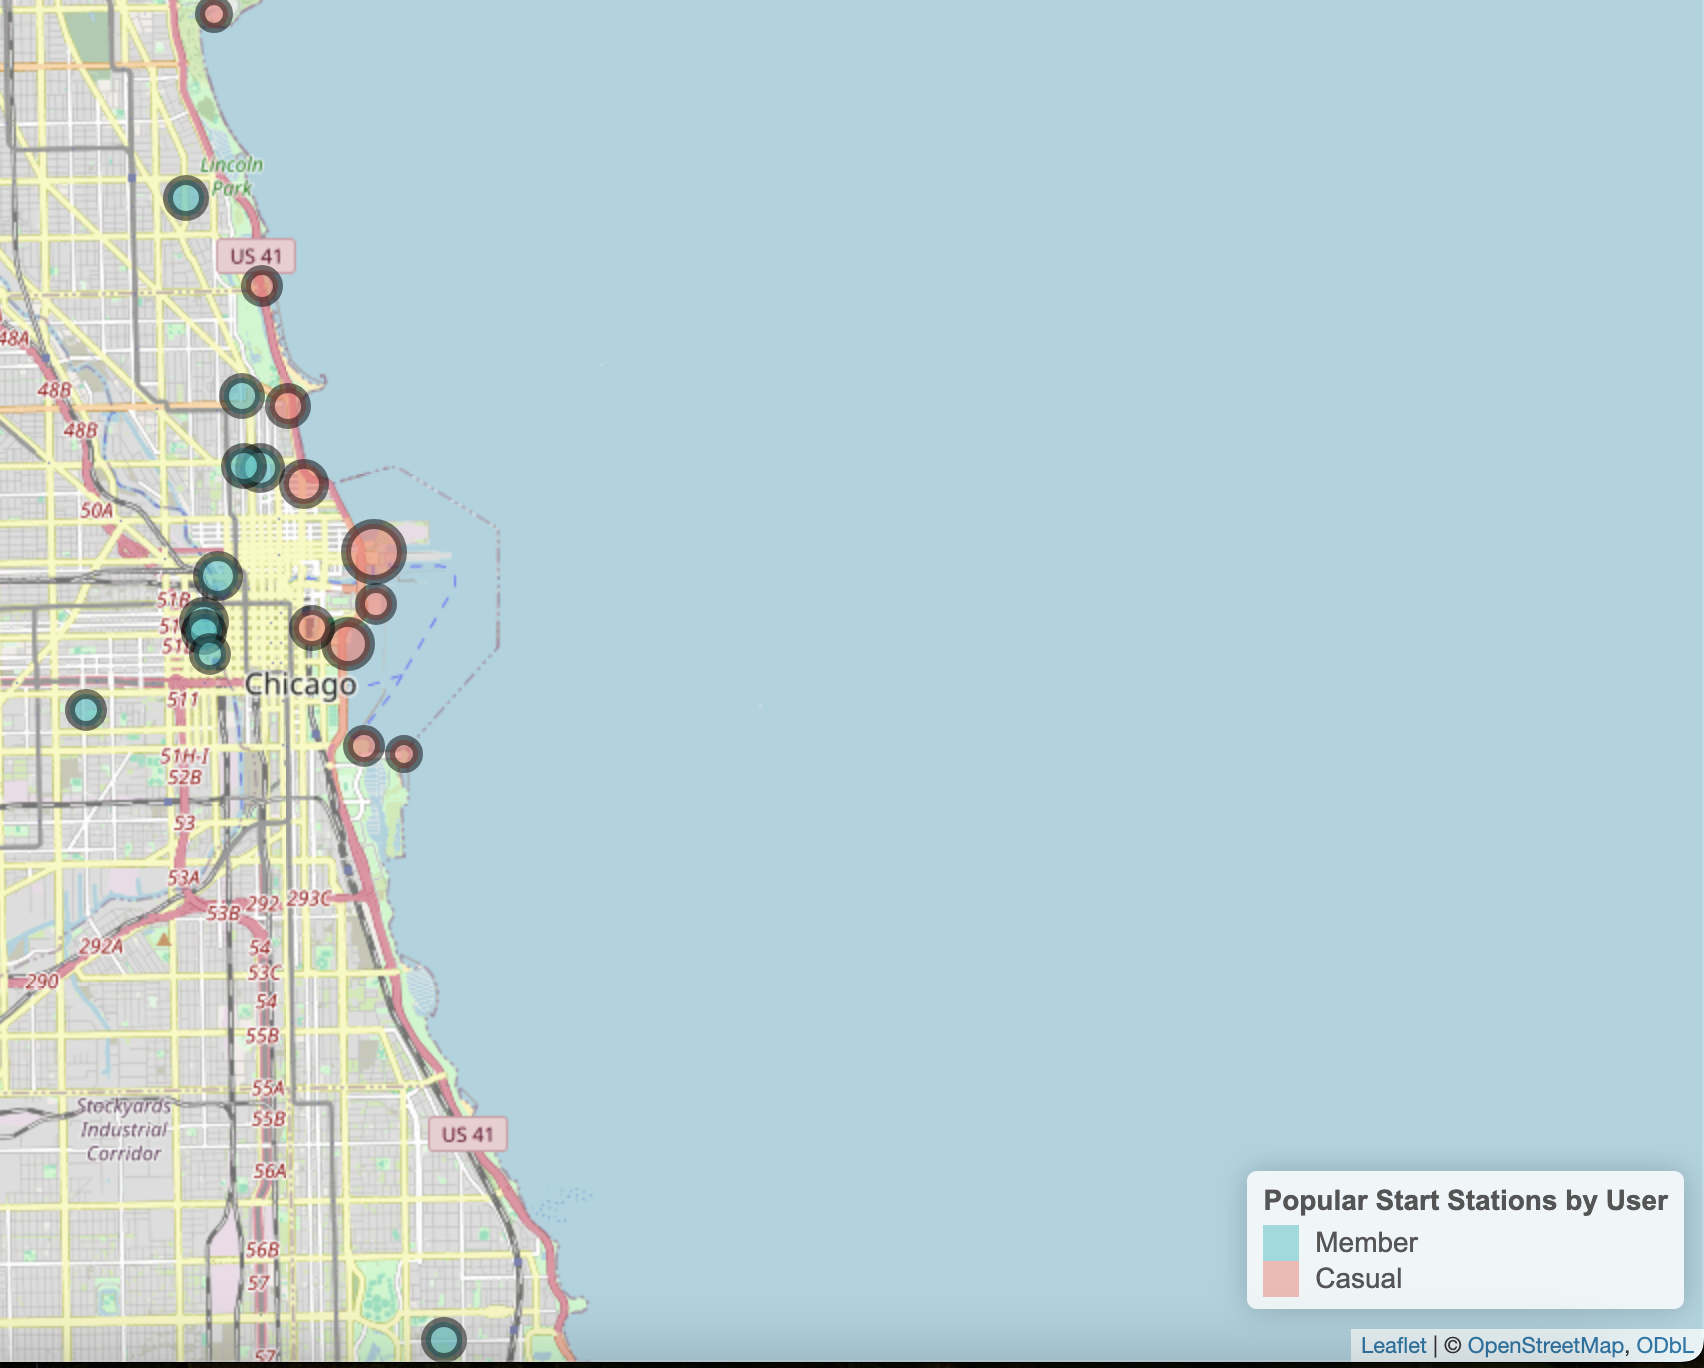 Lincoln
Park
US 41
48A
48B
48B
50A
51B
Chicago
511
51H-I
52B
53
53A
292
293C
53B
292A
54
53C
290
54
55B
55A
Stockyards
Industrial
Corridor
55B
US 41
56A
56B
57
57
Popular Start Stations by User
Member
Casual
Leaflet | © OpenStreetMap, ODbL